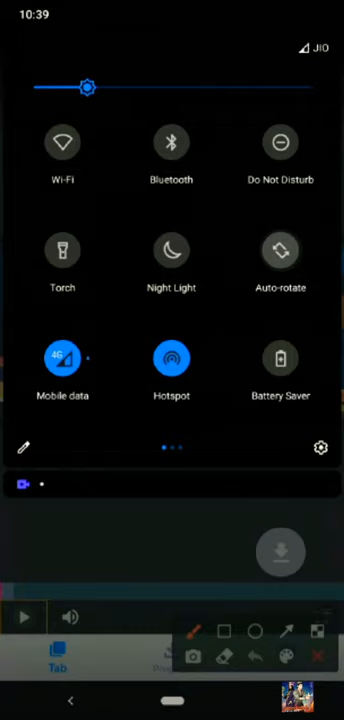 10:39
JIO
Wi-Fi
Bluetooth
Do Not Disturb
Torch
Night Light
Auto-rotate
4G
Mobile data
Hotspot
Battery Saver
Tab